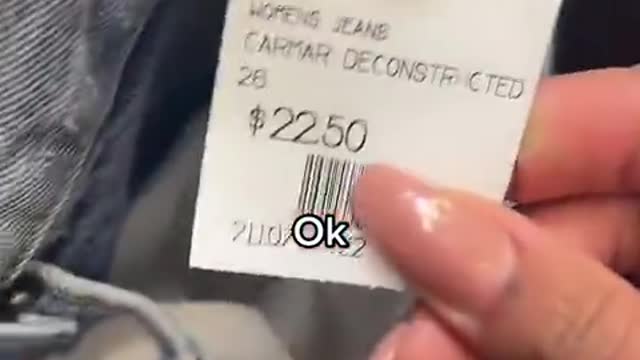 WOMENS JEANS
CARMAR DECONSTRUCTED
26
$22.50
Ok